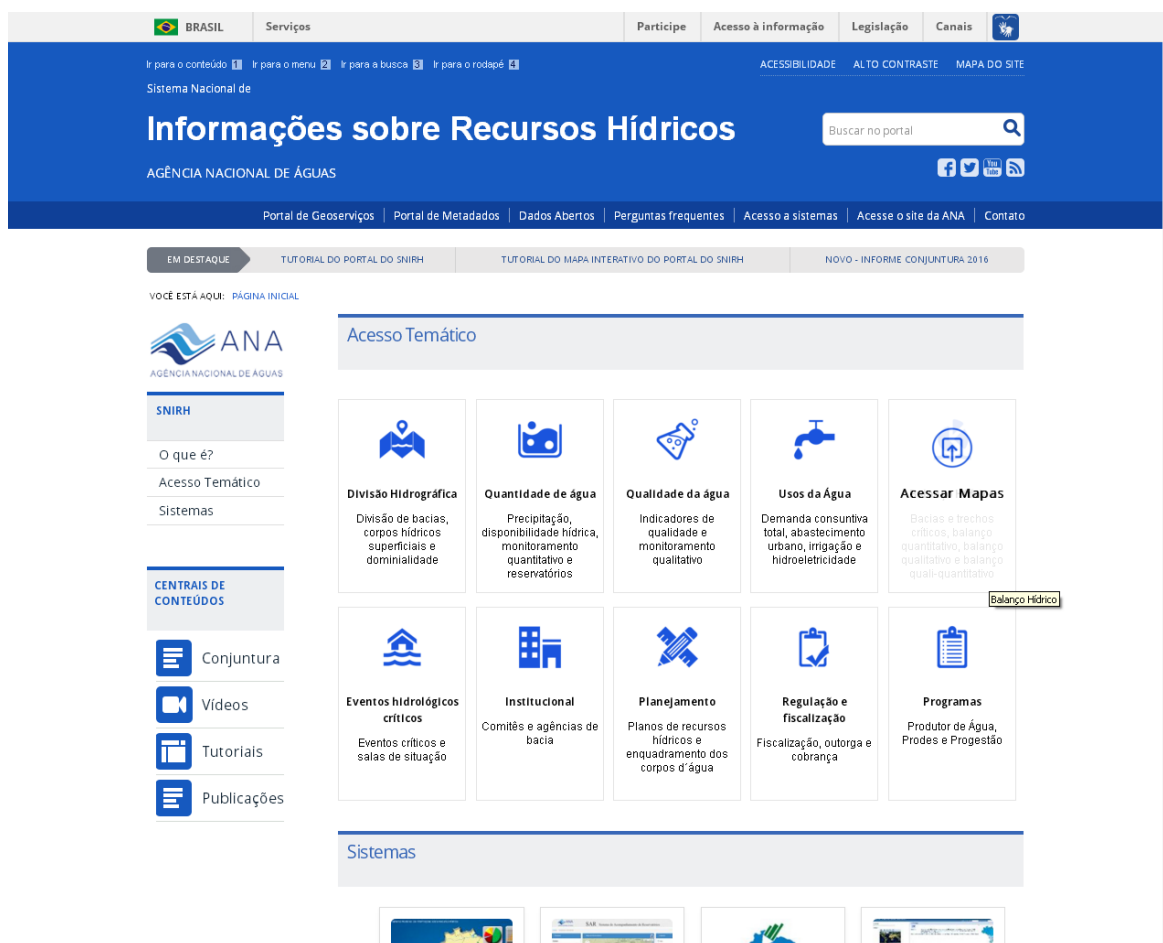 BRASIL Serviços Participe Acesso à informação Legislação Canais
Ir para o conteúdo 1 Ir para o menu 2 Ir para a busca 3 Ir para o rodapé 4 ACESSIBILIDADE ALTO CONTRASTE MAPA DO SITE
Sistema Nacional de
Informações sobre Recursos Hídricos
Buscar no portal
AGÊNCIA NACIONAL DE ÁGUAS
You Tube
Portal de Geoserviços Portal de Metadados Dados Abertos Perguntas frequentes Acesso a sistemas Acesse o site da ANA Contato
EM DESTAQUE TUTORIAL DO PORTAL DO SNIRH TUTORIAL DO MAPA INTERATIVO DO PORTAL DO SNIRH NOVO - INFORME CONJUNTURA 2016
VOCÊ ESTÁ AQUI: PÁGINA INICIAL
ANA
AGÊNCIA NACIONAL DE ÁGUAS
SNIRH
O que é?
Acesso Temático
Sistemas
CENTRAIS DE
CONTEÚDOS
Conjuntura
Vídeos
Tutoriais
Publicações
Acesso Temático
Divisão Hidrográfica
Divisão de bacias,
corpos hídricos
superficiais e
dominialidade
Quantidade de água
Precipitação,
disponibilidade hídrica,
monitoramento
quantitativo e
reservatórios
Qualidade da água
Indicadores de
qualidade e
monitoramento
qualitativo
Usos da Água
Demanda consuntiva
total, abastecimento
urbano, irrigação e
hidroeletricidade
Acessar Mapas
Bacias e trechos
críticos, balanço
quantitativo, balanço
qualitativo e balanço
quali-quantitativo
Balanço Hídrico
Eventos hidrológicos
críticos
Eventos críticos e
salas de situação
Institucional
Comitês e agências de
bacia
Planejamento
Planos de recursos
hídricos e
enquadramento dos
corpos d´água
Regulação e
fiscalização
Fiscalização, outorga e
cobrança
Programas
Produtor de Água,
Prodes e Progestão
Sistemas
SAR